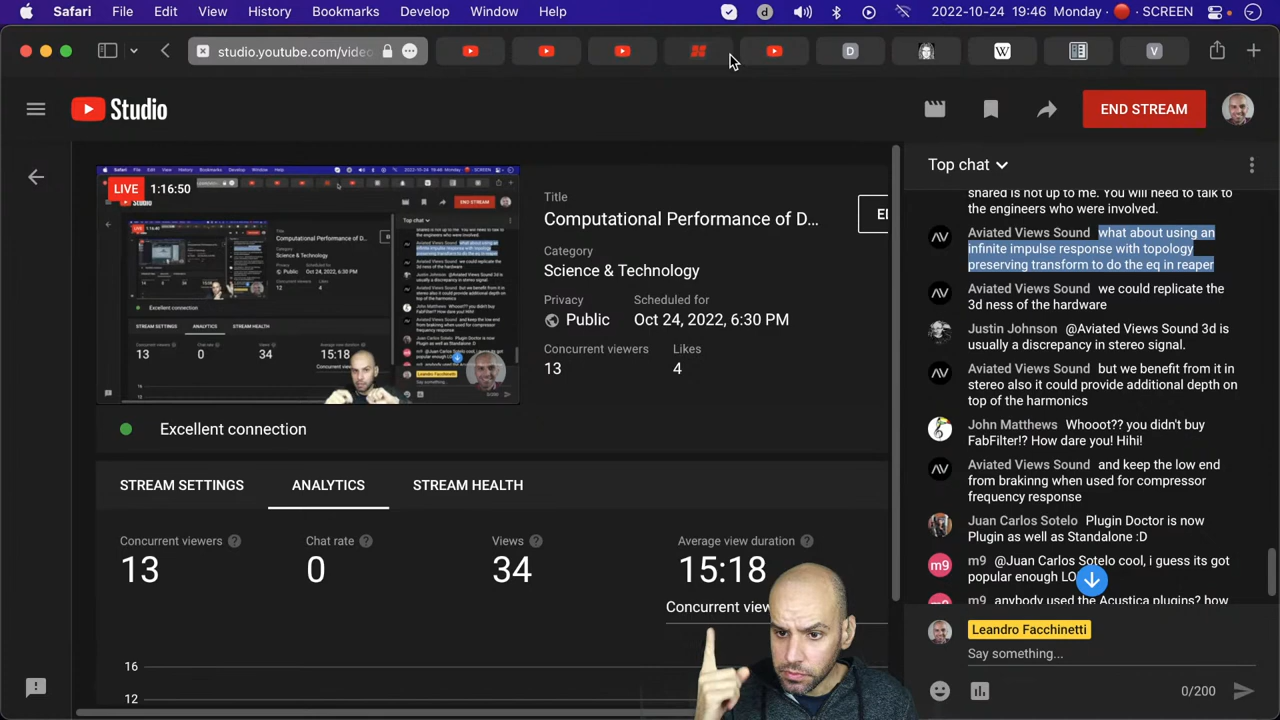 Safari File Edit View History Bookmarks Develop Window Help 2022-10-24 19:46 Monday SCREEN
studio.youtube.com/video
Studio
END STREAM
LIVE 1:16:50
Title
Computational Performance of D...
Category
Science & Technology
Privacy Scheduled for
Public Oct 24, 2022, 6:30 PM
Concurrent viewers Likes
13 4
Excellent connection
STREAM SETTINGS ANALYTICS STREAM HEALTH
Concurrent viewers Chat rate Views Average view duration
13 0 34 15:18
Concurrent view
16
12
Top chat
shared is not up to me. You will need to talk to
the engineers who were involved.
Aviated Views Sound what about using an
infinite impulse response with topology
preserving transform to do the eq in reaper
Aviated Views Sound we could replicate the
3d ness of the hardware
Justin Johnson @Aviated Views Sound 3d is
usually a discrepancy in stereo signal.
Aviated Views Sound but we benefit from it in
stereo also it could provide additional depth on
top of the harmonics
John Matthews Whooot?? you didn't buy
FabFilter!? How dare you! Hihi!
Aviated Views Sound and keep the low end
from brakinng when used for compressor
frequency response
Juan Carlos Sotelo Plugin Doctor is now
Plugin as well as Standalone :D
m9 @Juan Carlos Sotelo cool, i guess its got
popular enough LO
m9 anybody used the Acustica plugins? how
Leandro Facchinetti
Say something...
0/200